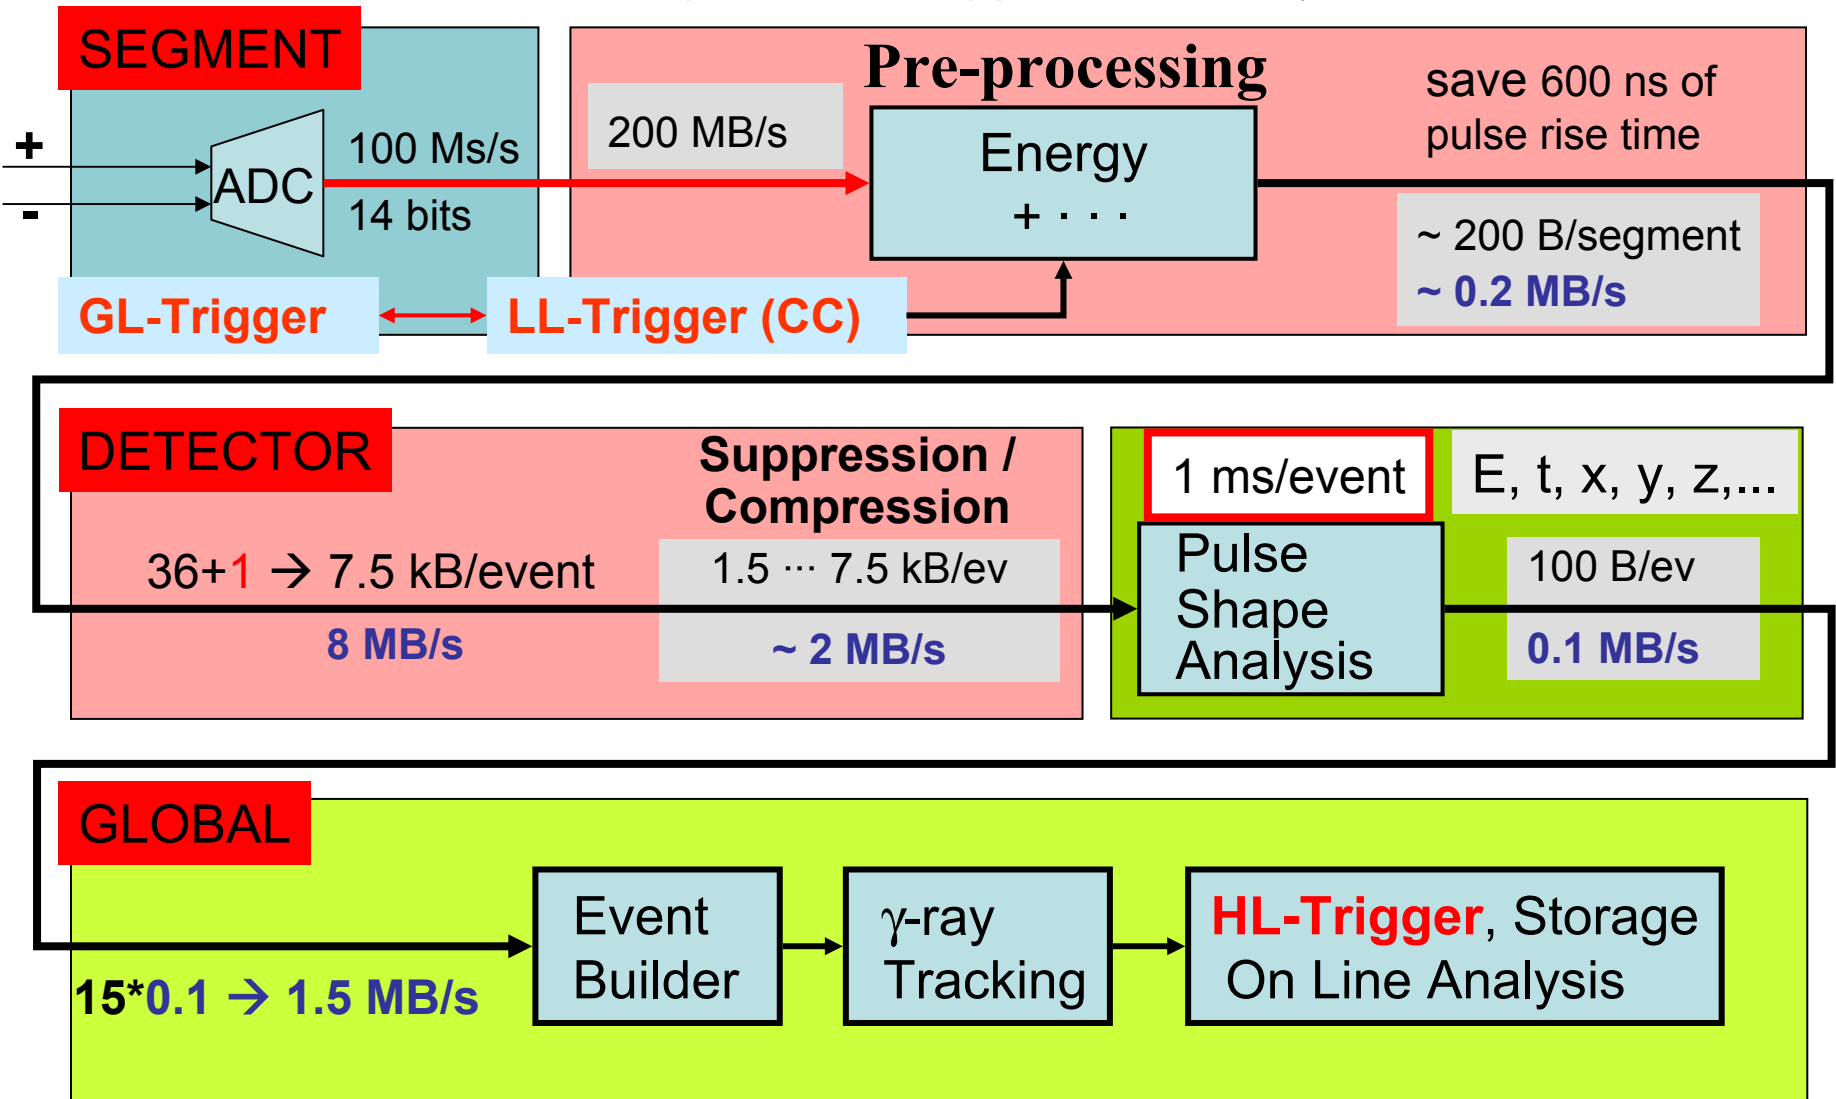 SEGMENT
Pre-processing
save 600 ns of
pulse rise time
+
-
ADC
100 Ms/s
14 bits
200 MB/s
Energy
+ · · ·
~ 200 B/segment
~ 0.2 MB/s
GL-Trigger
LL-Trigger (CC)
DETECTOR
Suppression /
Compression
36+1 → 7.5 kB/event
8 MB/s
1.5 ··· 7.5 kB/ev
~ 2 MB/s
1 ms/event
E, t, x, y, z,...
Pulse
Shape
Analysis
100 B/ev
0.1 MB/s
GLOBAL
15*0.1 → 1.5 MB/s
Event
Builder
γ-ray
Tracking
HL-Trigger, Storage
On Line Analysis